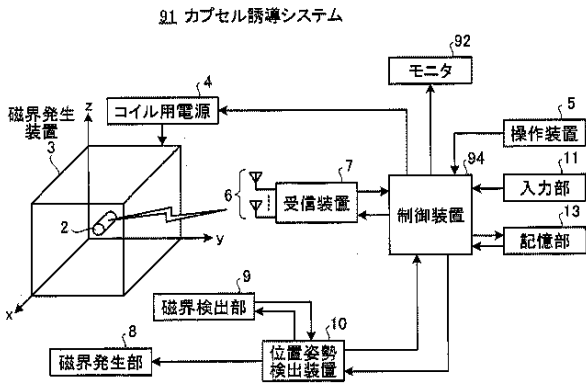 91 カプセル誘導システム
92
モニタ
4
コイル用電源
磁界発生
装置
3
z
5
操作装置
7
94
6
受信装置
制御装置
11
入力部
2
y
13
記憶部
x
9
磁界検出部
10
8
位置姿勢
検出装置
磁界発生部